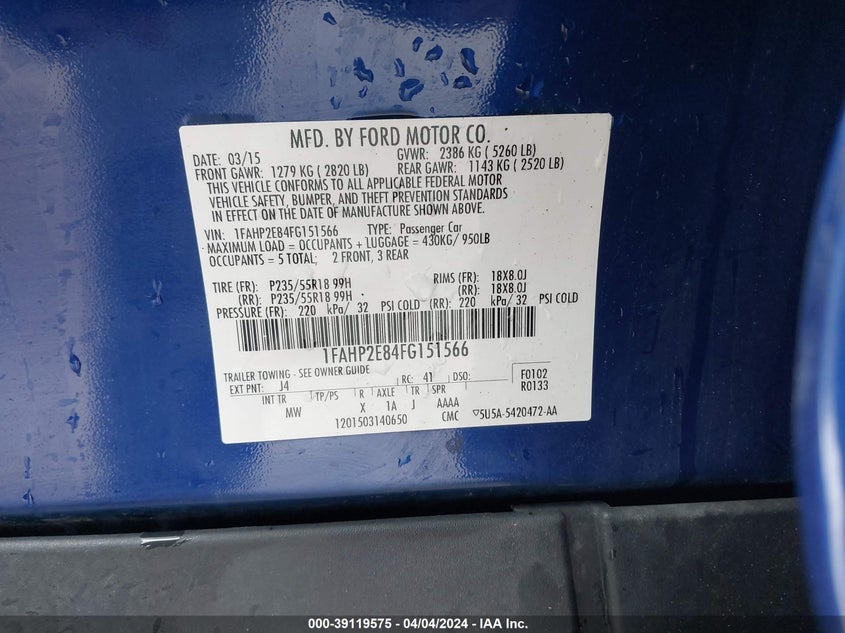 MFD. BY FORD MOTOR CO.
DATE: 03/15 GVWR: 2386 KG ( 5260 LB)
FRONT GAWR: 1279 KG ( 2820 LB) REAR GAWR: 1143 KG ( 2520 LB)
THIS VEHICLE CONFORMS TO ALL APPLICABLE FEDERAL MOTOR
VEHICLE SAFETY, BUMPER, AND THEFT PREVENTION STANDARDS
IN EFFECT ON THE DATE OF MANUFACTURE SHOWN ABOVE.
VIN: 1FAHP2E84FG151566 TYPE: Passenger Car
MAXIMUM LOAD = OCCUPANTS + LUGGAGE = 430KG/ 950LB
OCCUPANTS = 5 TOTAL; 2 FRONT, 3 REAR
TIRE (FR): P235/55R18 99H RIMS (FR): 18X8.0J
(RR): P235/55R18 99H (RR): 18X8.0J
PRESSURE (FR): 220 kPa/ 32 PSI COLD (RR): 220 kPa/ 32 PSI COLD
1FAHP2E84FG151566
TRAILER TOWING - SEE OWNER GUIDE
EXT PNT: J4 RC: 41 DSO: F0102
INT TR TP/PS R AXLE TR SPR R0133
MW X 1A J AAAA
1201503140650 CMC ▽5U5A-5420472-AA
000-39119575 - 04/04/2024 - IAA Inc.